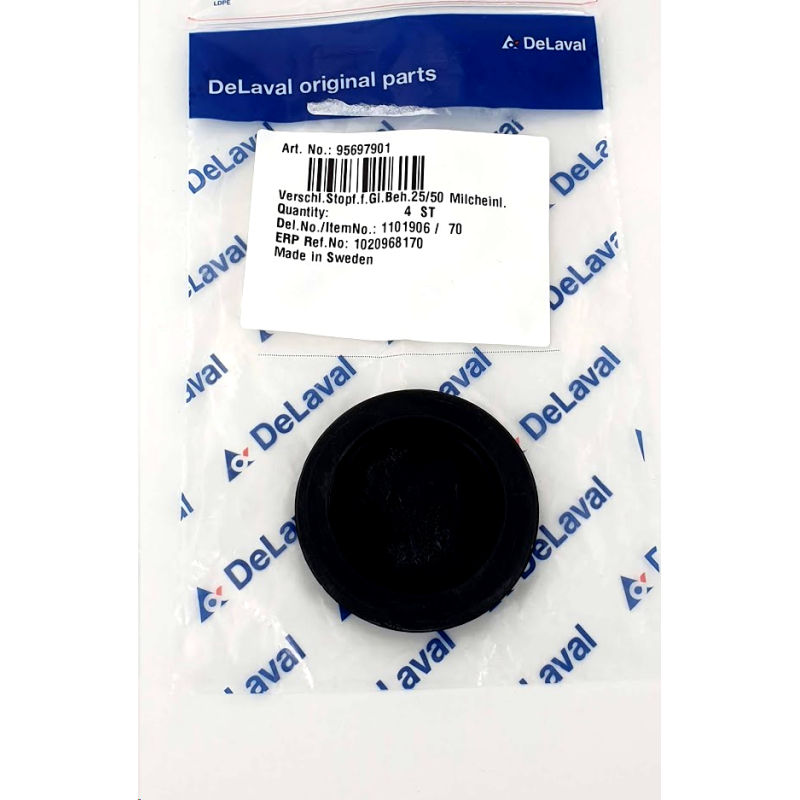 LDPE
DeLaval
DeLaval original parts
Art. No.: 95697901
Verschl.Stopf.f.Gl.Beh.25/50 Milcheinl.
Quantity: 4 ST
Del.No./ItemNo.: 1101906 / 70
ERP Ref.No: 1020968170
Made in Sweden
DeLaval
DeLaval
DeLaval
DeLaval
DeLaval
DeLaval
DeLaval